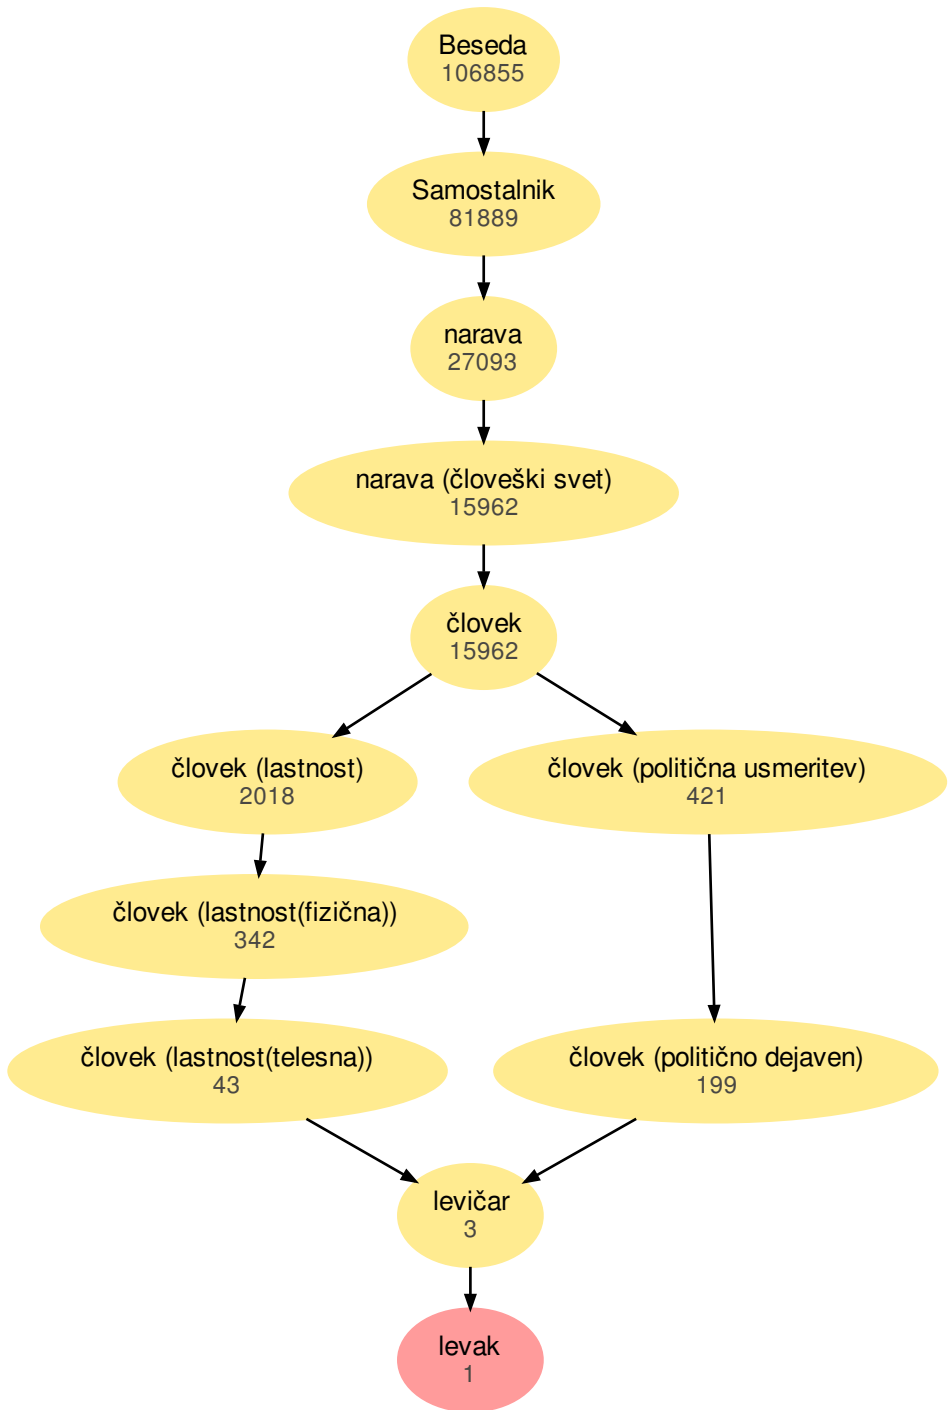 Beseda
106855
Samostalnik
81889
narava
27093
narava (človeški svet)
15962
človek
15962
človek (lastnost)
2018
človek (politična usmeritev)
421
človek (lastnost(fizična))
342
človek (lastnost(telesna))
43
človek (politično dejaven)
199
levičar
3
levak
1